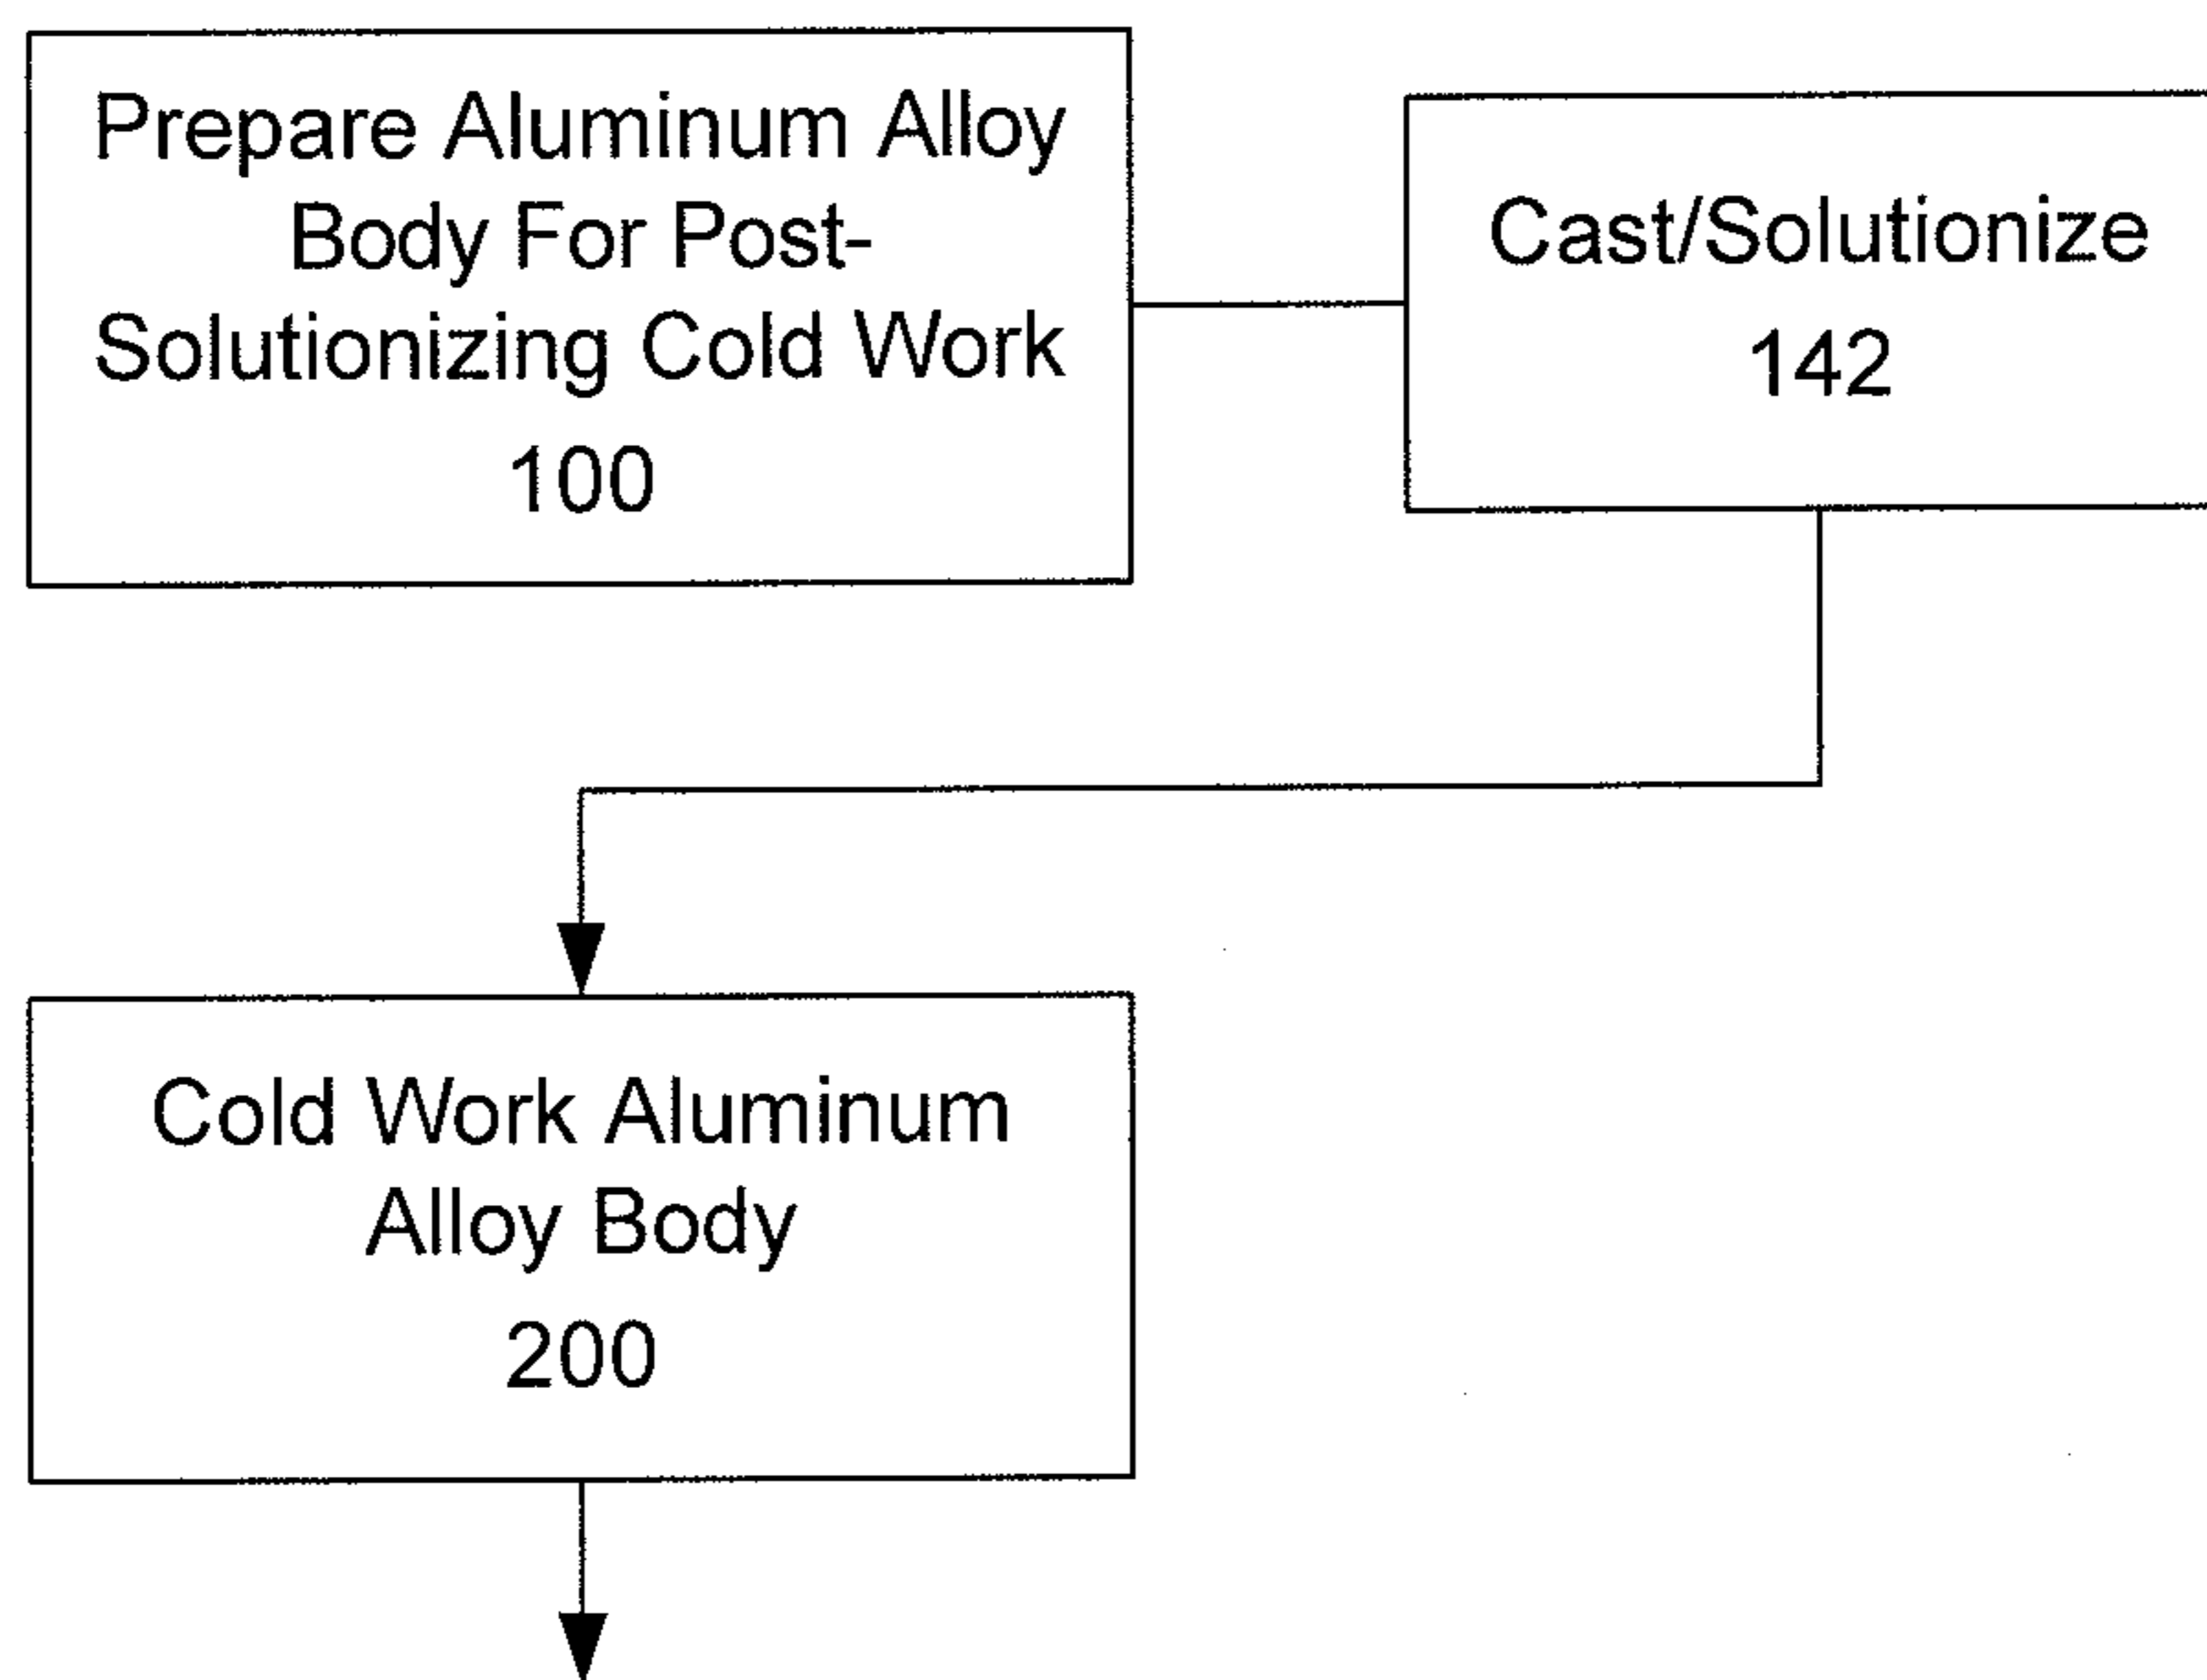 Prepare Aluminum Alloy
Body For Post-
Solutionizing Cold Work
100
Cast/Solutionize
142
Cold Work Aluminum
Alloy Body
200